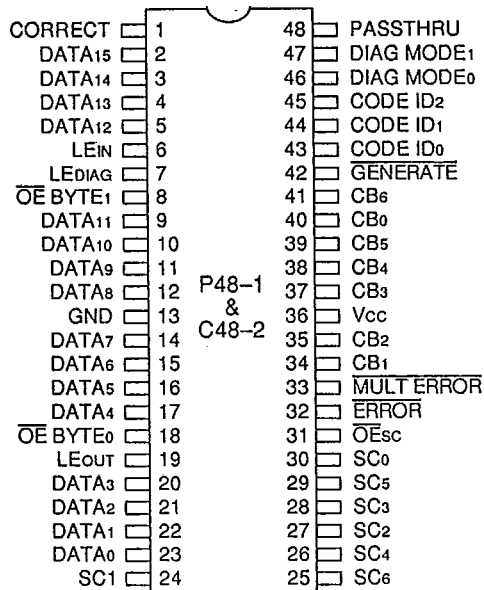 CORRECT 1 48 PASSTHRU
DATA15 2 47 DIAG MODE1
DATA14 3 46 DIAG MODE0
DATA13 4 45 CODE ID2
DATA12 5 44 CODE ID1
LEIN 6 43 CODE ID0
LEDIAG 7 42 GENERATE
OE BYTE1 8 41 CB6
DATA11 9 40 CB0
DATA10 10 39 CB5
DATA9 11 38 CB4
DATA8 12 P48-1 37 CB3
GND 13 & 36 Vcc
DATA7 14 C48-2 35 CB2
DATA6 15 34 CB1
DATA5 16 33 MULT ERROR
DATA4 17 32 ERROR
OE BYTE0 18 31 OEsc
LEOUT 19 30 SC0
DATA3 20 29 SC5
DATA2 21 28 SC3
DATA1 22 27 SC2
DATA0 23 26 SC4
SC1 24 25 SC6